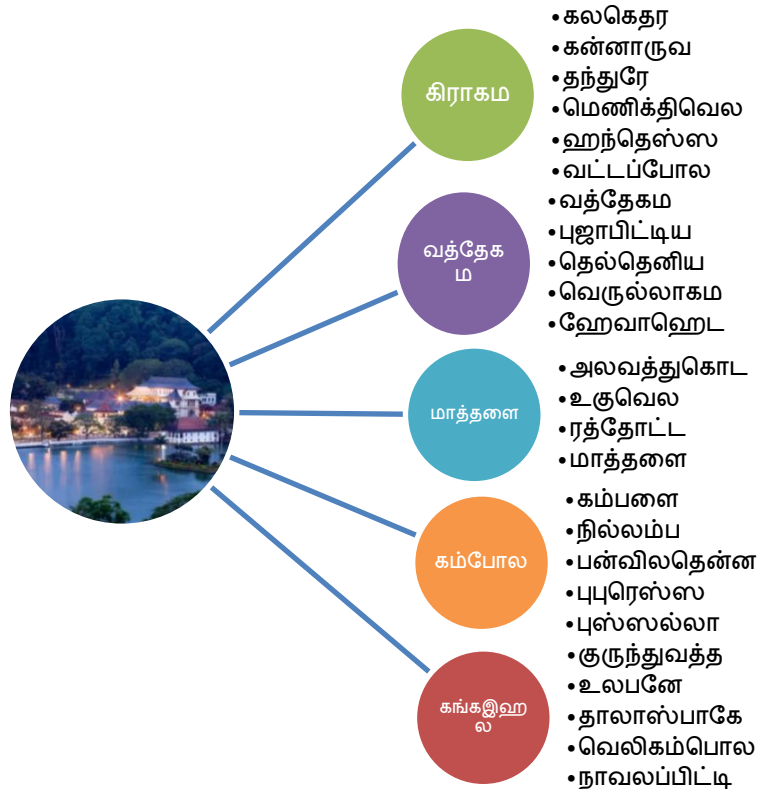 கிராகம
•கலகெதர
•கன்னாருவ
•தந்துரே
•மெணிக்திவெல
•ஹந்தெஸ்ஸ
•வட்டப்போல
வத்தேக
ம
•வத்தேகம
•புஜாபிட்டிய
•தெல்தெனிய
•வெருல்லாகம
•ஹேவாஹெட
மாத்தளை
•அலவத்துகொட
•உகுவெல
•ரத்தோட்ட
•மாத்தளை
கம்போல
•கம்பளை
•நில்லம்ப
•பன்விலதென்ன
•புபுரெஸ்ஸ
•புஸ்ஸல்லா
கங்கஇஹ
ல
•குருந்துவத்த
•உலபனே
•தாலாஸ்பாகே
•வெலிகம்பொல
•நாவலப்பிட்டி